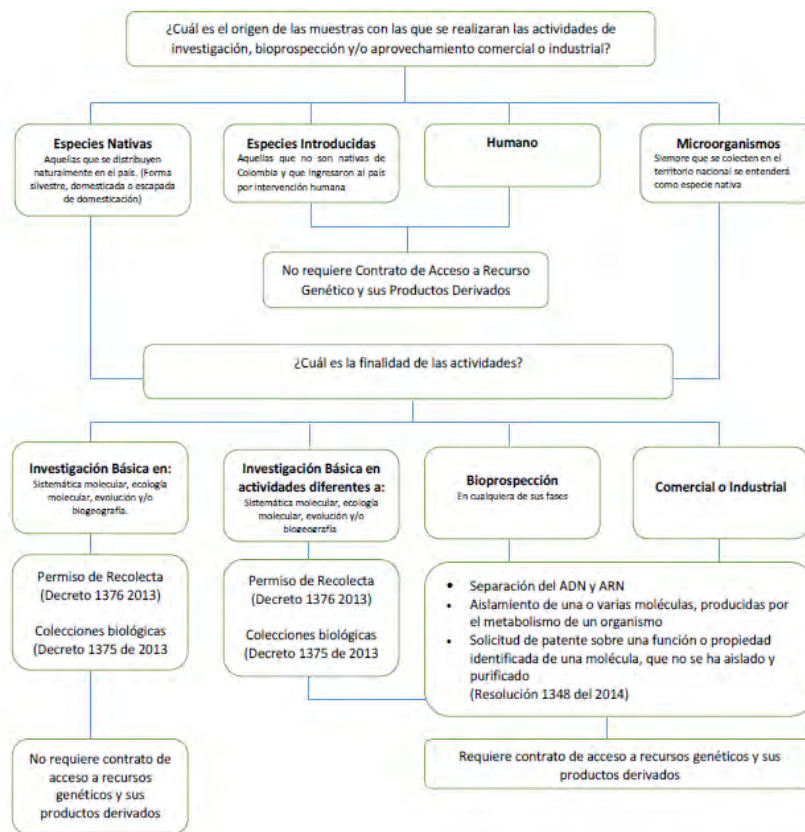 ¿Cuál es el origen de las muestras con las que se realizaran las actividades de
investigación, bioprospección y/o aprovechamiento comercial o industrial?
Especies Nativas
Aquellas que se distribuyen
naturalmente en el país. (Forma
silvestre, domesticada o escapada
de domesticación)
Especies Introducidas
Aquellas que no son nativas de
Colombia y que ingresaron al país
por intervención humana
Humano
Microorganismos
Siempre que se colecten en el
territorio nacional se entenderá
como especie nativa
No requiere Contrato de Acceso a Recurso
Genético y sus Productos Derivados
¿Cuál es la finalidad de las actividades?
Investigación Básica en:
Sistemática molecular, ecología
molecular, evolución y/o
biogeografía.
Investigación Básica en
actividades diferentes a:
Sistemática molecular, ecología
molecular, evolución y/o
biogeografía
Bioprospección
En cualquiera de sus fases
Comercial o Industrial
Permiso de Recolecta
(Decreto 1376 2013)
Colecciones biológicas
(Decreto 1375 de 2013
Permiso de Recolecta
(Decreto 1376 2013)
Colecciones biológicas
(Decreto 1375 de 2013
• Separación del ADN y ARN
• Aislamiento de una o varias moléculas, producidas por
el metabolismo de un organismo
• Solicitud de patente sobre una función o propiedad
identificada de una molécula, que no se ha aislado y
purificado
(Resolución 1348 del 2014)
No requiere contrato de
acceso a recursos
genéticos y sus
productos derivados
Requiere contrato de acceso a recursos genéticos y sus
productos derivados